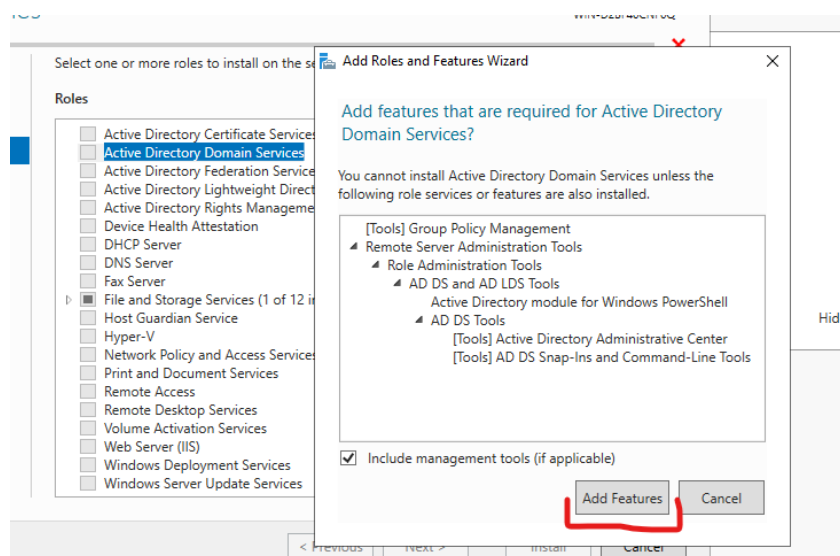 Select one or more roles to install on the se
Roles
Active Directory Certificate Services
Active Directory Domain Services
Active Directory Federation Service
Active Directory Lightweight Direct
Active Directory Rights Manageme
Device Health Attestation
DHCP Server
DNS Server
Fax Server
File and Storage Services (1 of 12 in
Host Guardian Service
Hyper-V
Network Policy and Access Services
Print and Document Services
Remote Access
Remote Desktop Services
Volume Activation Services
Web Server (IIS)
Windows Deployment Services
Windows Server Update Services
< Previous Next > Install Cancel
Add Roles and Features Wizard
Add features that are required for Active Directory
Domain Services?
You cannot install Active Directory Domain Services unless the
following role services or features are also installed.
[Tools] Group Policy Management
Remote Server Administration Tools
Role Administration Tools
AD DS and AD LDS Tools
Active Directory module for Windows PowerShell
AD DS Tools
[Tools] Active Directory Administrative Center
[Tools] AD DS Snap-Ins and Command-Line Tools
Include management tools (if applicable)
Add Features Cancel
Hid